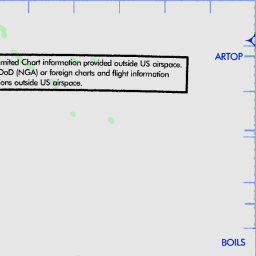 mited Chart information provided outside US airspace.
DoD (NGA) or foreign charts and flight information
ons outside US airspace.
ARTOP
BOILS